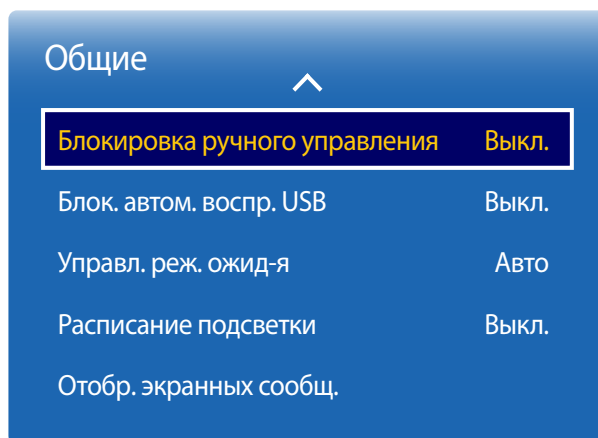 Общие
Блокировка ручного управления Выкл.
Блок. автом. воспр. USB Выкл.
Управл. реж. ожид-я Авто
Расписание подсветки Выкл.
Отобр. экранных сообщ.